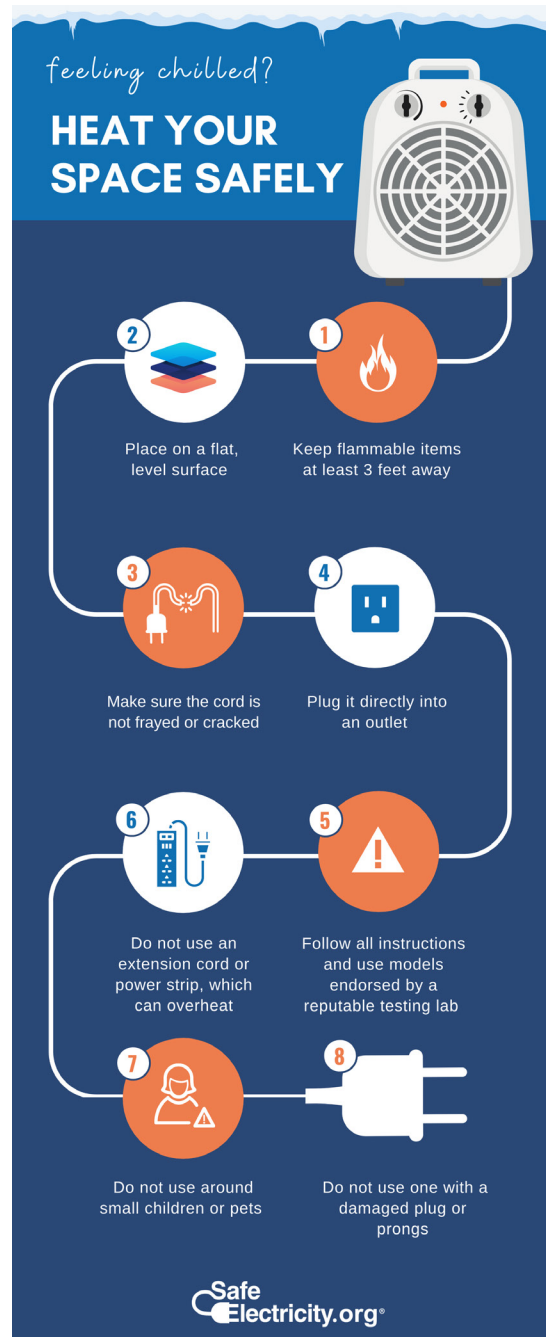 feeling chilled?
HEAT YOUR
SPACE SAFELY
1
Keep flammable items
at least 3 feet away
2
Place on a flat,
level surface
3
Make sure the cord is
not frayed or cracked
4
Plug it directly into
an outlet
5
Follow all instructions
and use models
endorsed by a
reputable testing lab
6
Do not use an
extension cord or
power strip, which
can overheat
7
Do not use around
small children or pets
8
Do not use one with a
damaged plug or
prongs
Safe
Electricity.org®